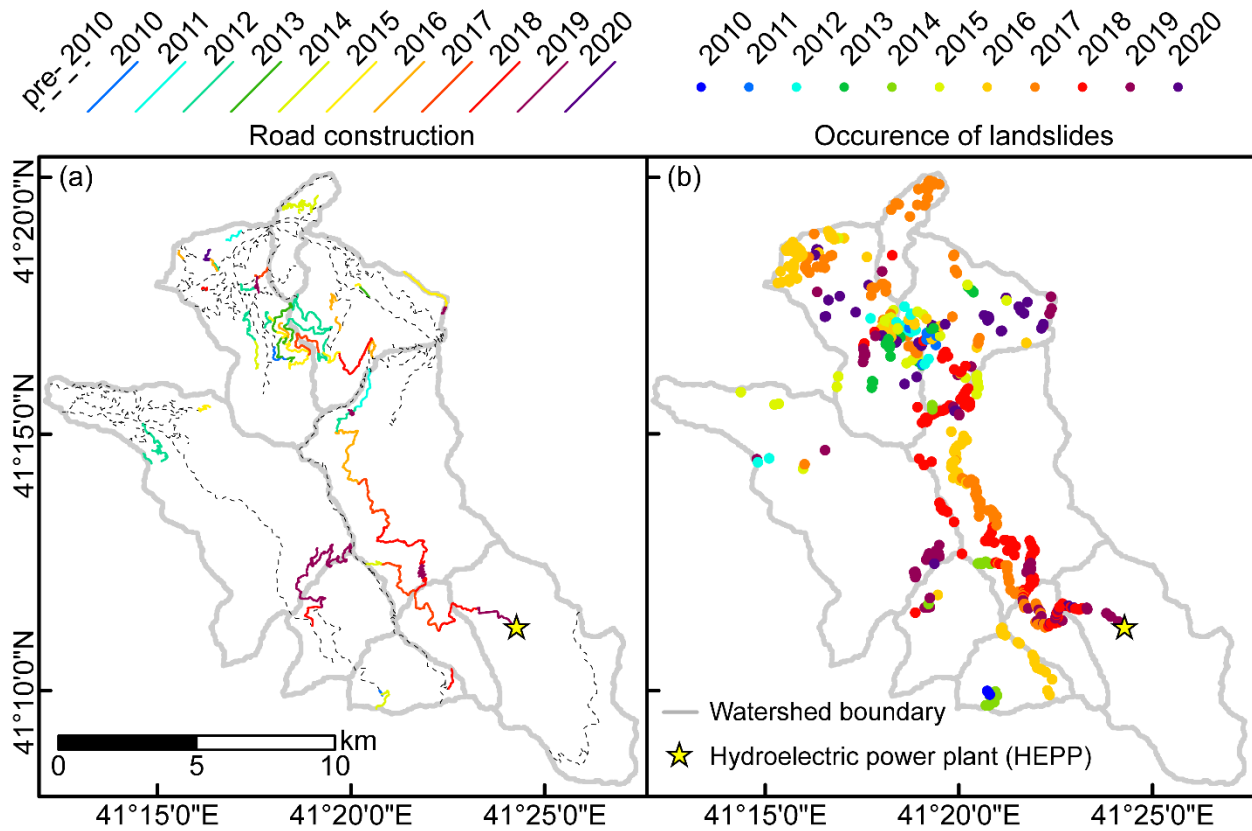 pre- 2010 2010 2011 2012 2013 2014 2015 2016 2017 2018 2019 2020
2010 2011 2012 2013 2014 2015 2016 2017 2018 2019 2020
Road construction
Occurence of landslides
(a)
(b)
41°20'0"N
41°15'0"N
41°10'0"N
km
0 5 10
Watershed boundary
Hydroelectric power plant (HEPP)
41°15'0"E 41°20'0"E 41°25'0"E
41°15'0"E 41°20'0"E 41°25'0"E